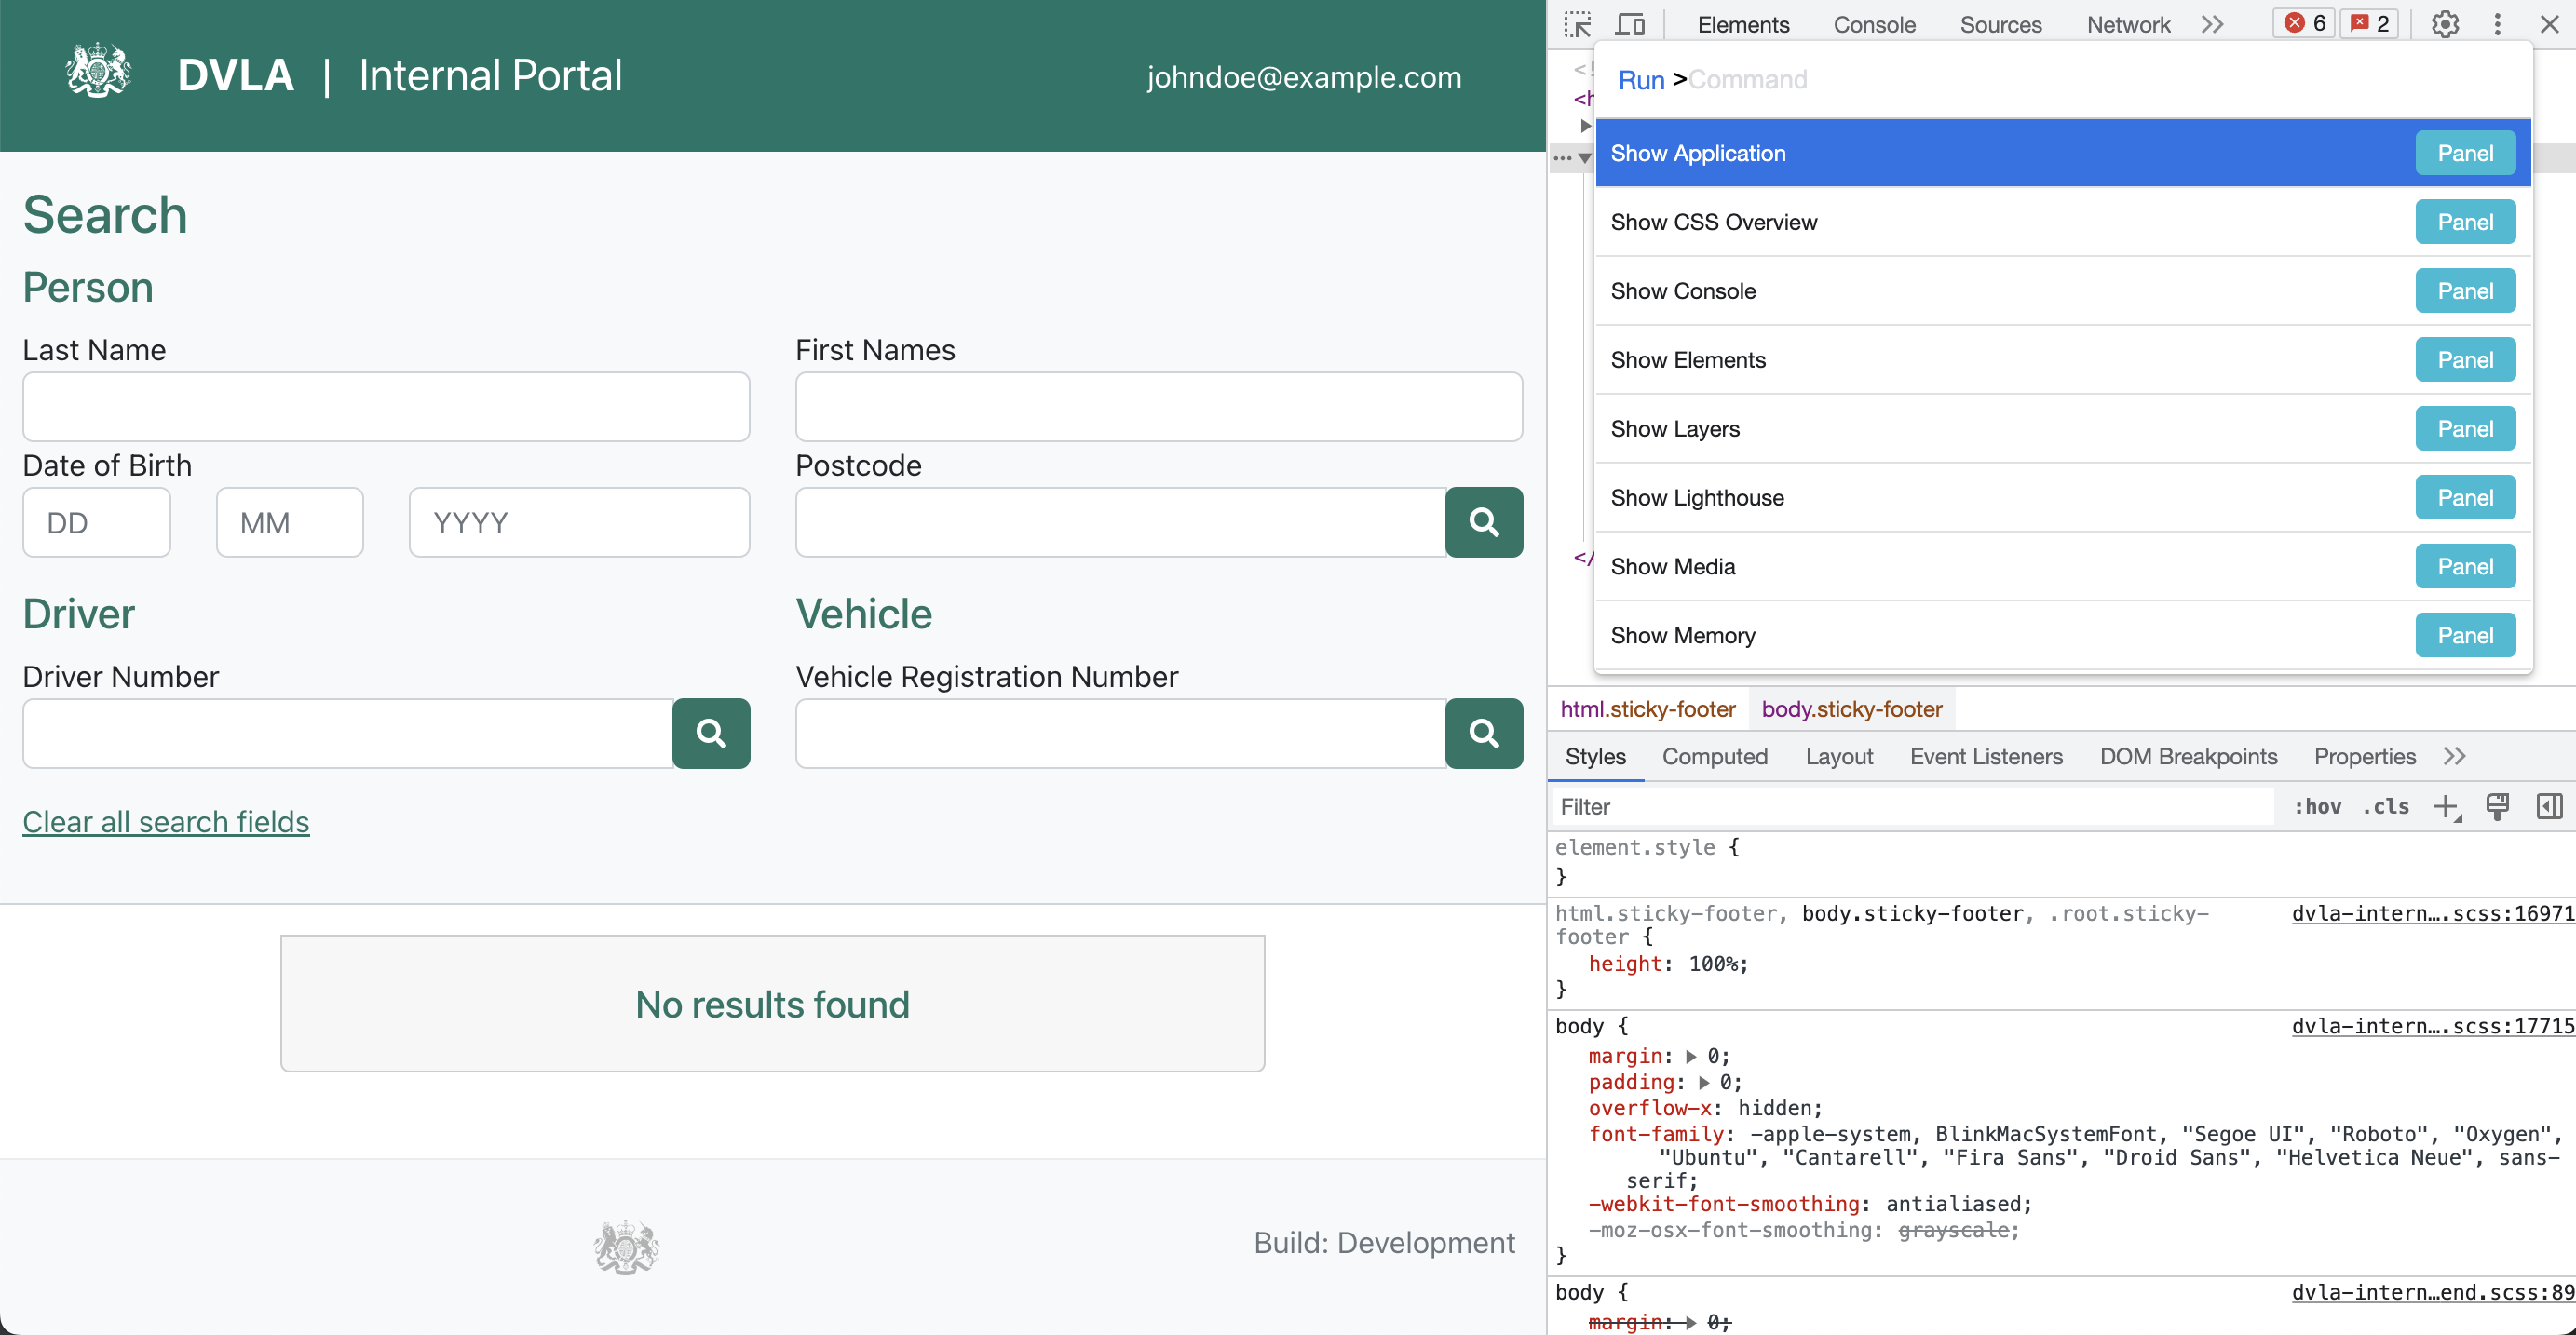 DVLA | Internal Portal
johndoe@example.com
Search
Person
Last Name
First Names
Date of Birth
Postcode
DD
MM
YYYY
Driver
Vehicle
Driver Number
Vehicle Registration Number
Clear all search fields
No results found
Build: Development
Elements Console Sources Network 6 2
Run >Command
Show Application Panel
Show CSS Overview Panel
Show Console Panel
Show Elements Panel
Show Layers Panel
Show Lighthouse Panel
Show Media Panel
Show Memory Panel
html.sticky-footer body.sticky-footer
Styles Computed Layout Event Listeners DOM Breakpoints Properties
Filter :hov .cls
element.style {
}
html.sticky-footer, body.sticky-footer, .root.sticky- dvla-intern….scss:16971
footer {
height: 100%;
}
body { dvla-intern….scss:17715
margin: 0;
padding: 0;
overflow-x: hidden;
font-family: -apple-system, BlinkMacSystemFont, "Segoe UI", "Roboto", "Oxygen",
"Ubuntu", "Cantarell", "Fira Sans", "Droid Sans", "Helvetica Neue", sans-
serif;
-webkit-font-smoothing: antialiased;
-moz-osx-font-smoothing: grayscale;
}
body { dvla-intern…end.scss:89
margin: 0;